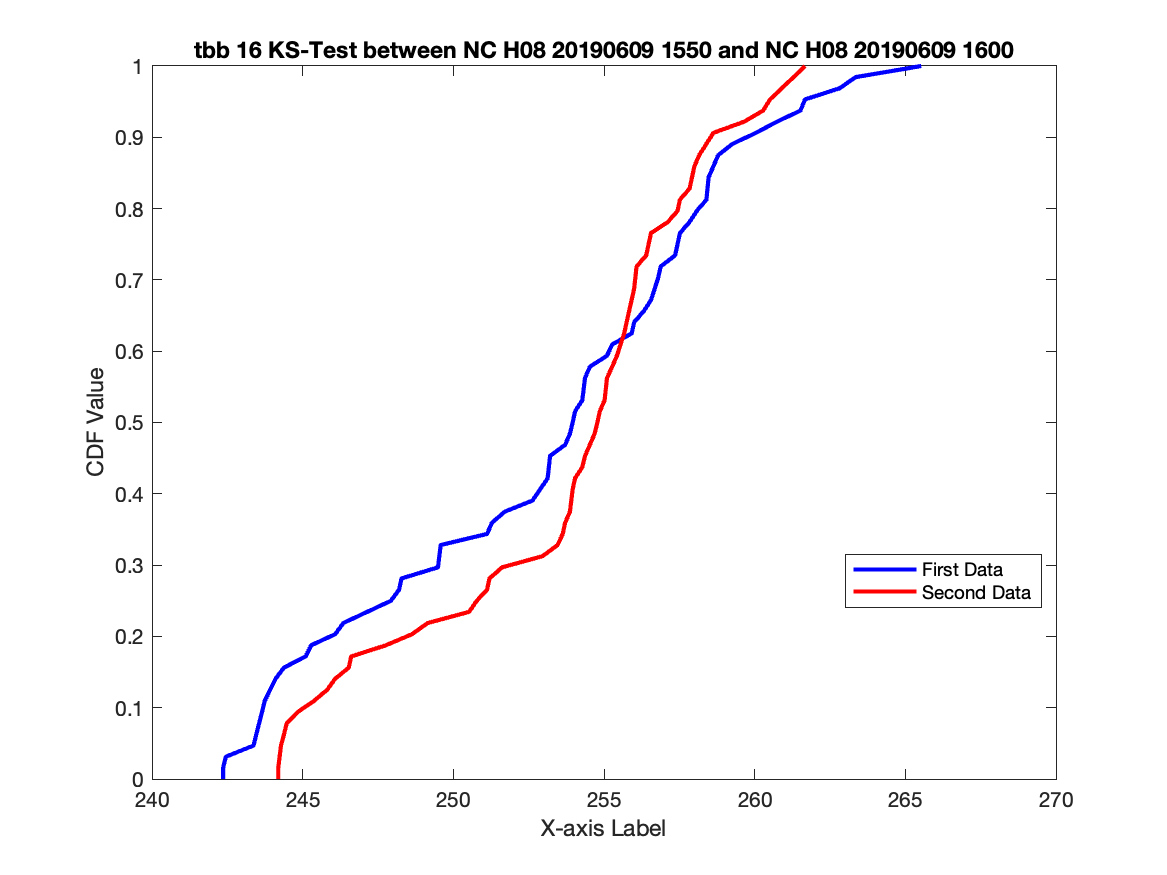 tbb 16 KS-Test between NC H08 20190609 1550 and NC H08 20190609 1600
1
0.9
0.8
0.7
0.6
0.5
0.4
0.3
0.2
0.1
0
CDF Value
First Data
Second Data
240 245 250 255 260 265 270
X-axis Label